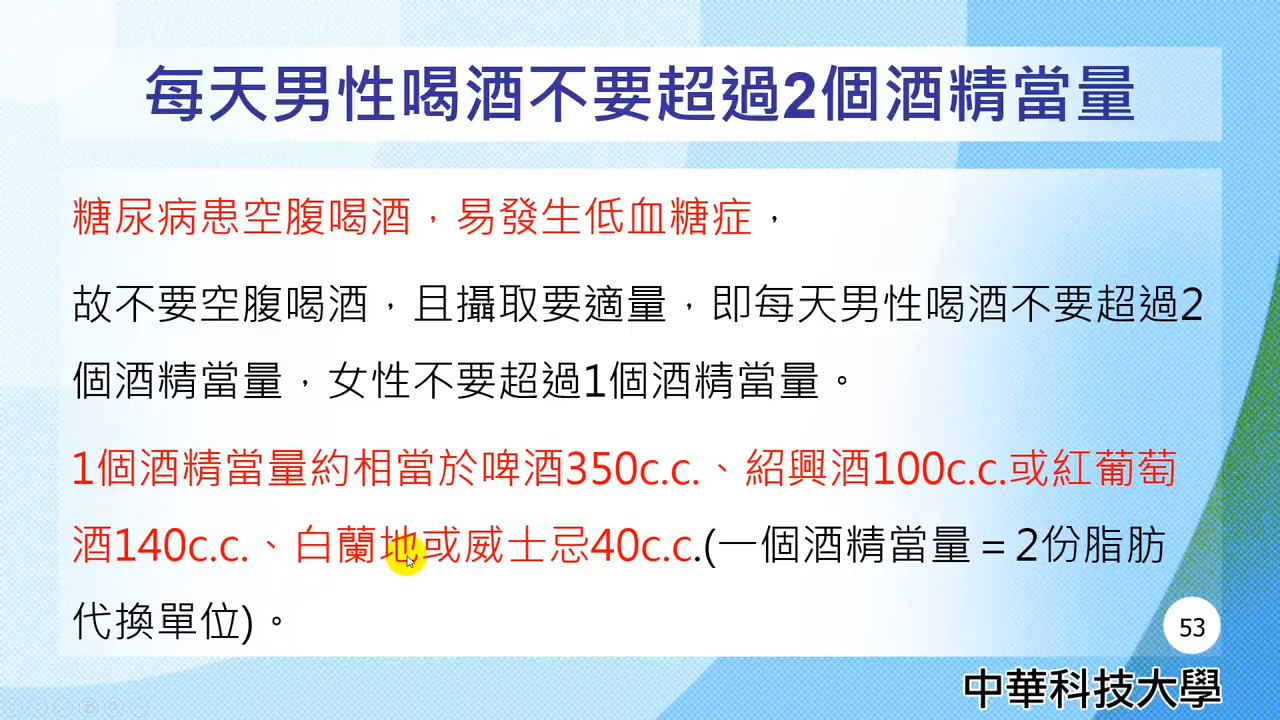 每天男性喝酒不要超過2個酒精當量
糖尿病患空腹喝酒，易發生低血糖症，
故不要空腹喝酒，且攝取要適量，即每天男性喝酒不要超過2
個酒精當量，女性不要超過1個酒精當量。
1個酒精當量約相當於啤酒350c.c.、紹興酒100c.c.或紅葡萄
酒140c.c.、白蘭地或威士忌40c.c.(一個酒精當量＝2份脂肪
代換單位)。
53
中華科技大學